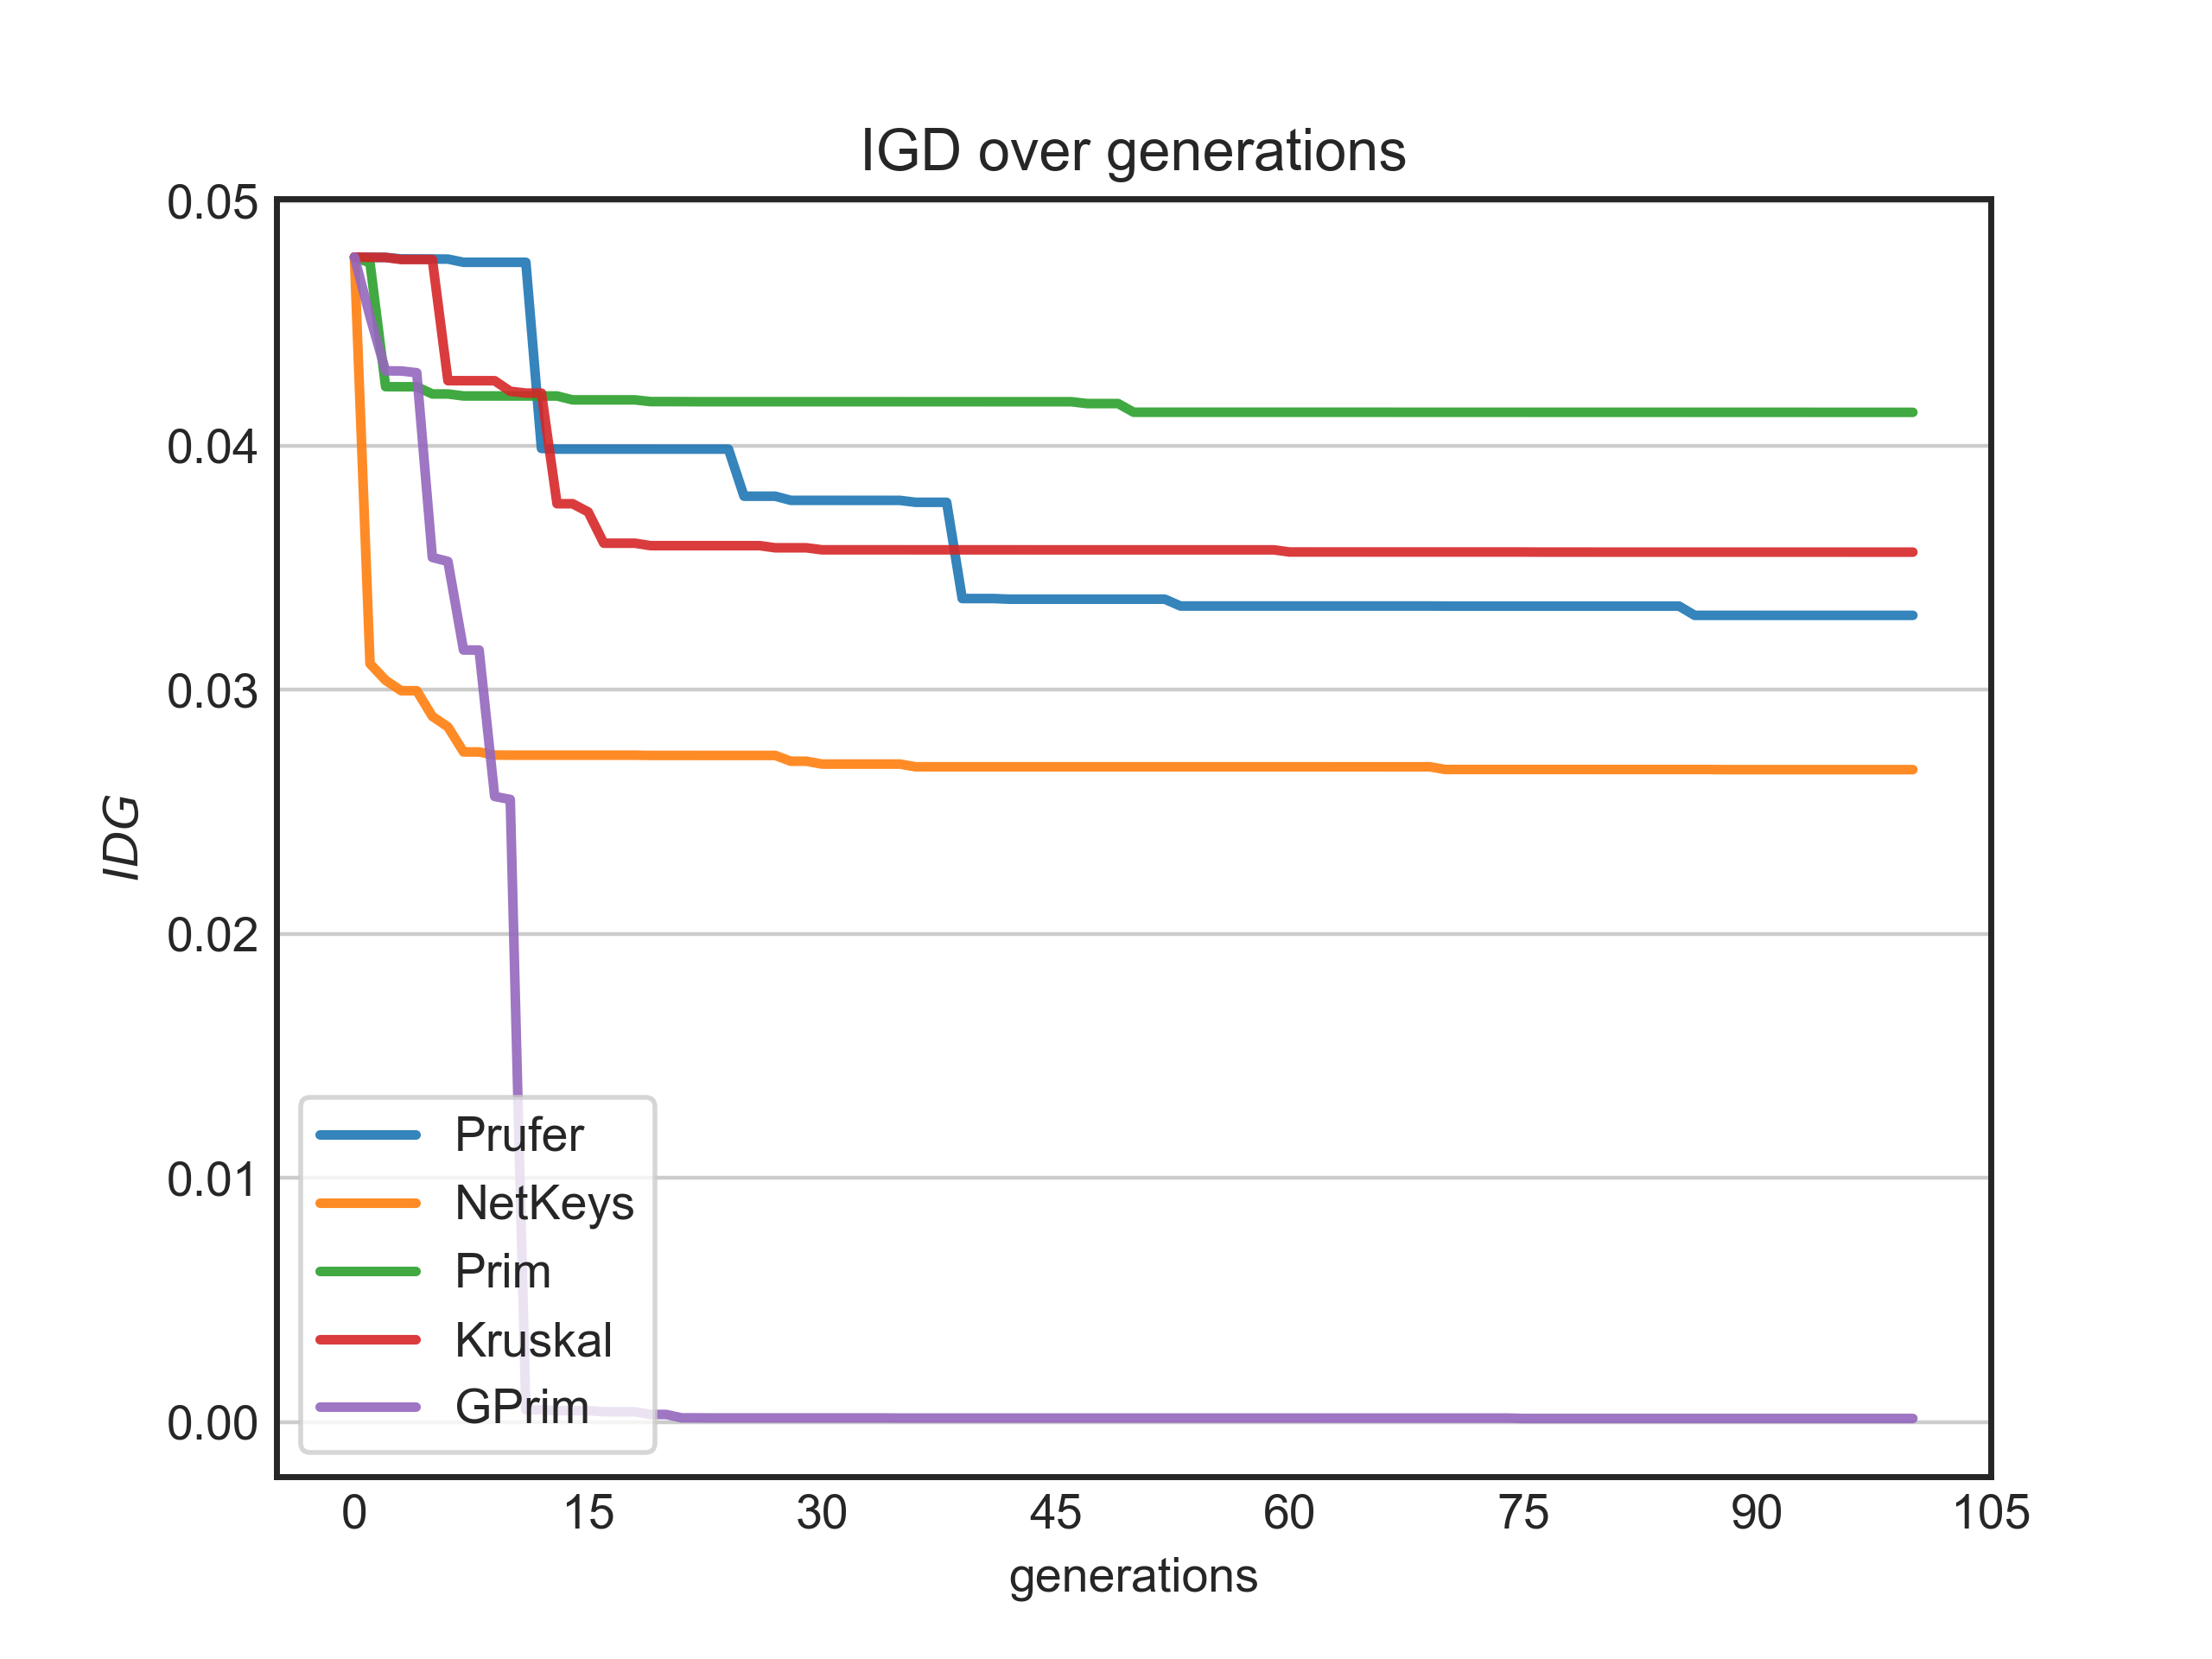 IGD over generations
0.05
0.04
0.03
0.02
0.01
0.00
IDG
Prufer
NetKeys
Prim
Kruskal
GPrim
0 15 30 45 60 75 90 105
generations